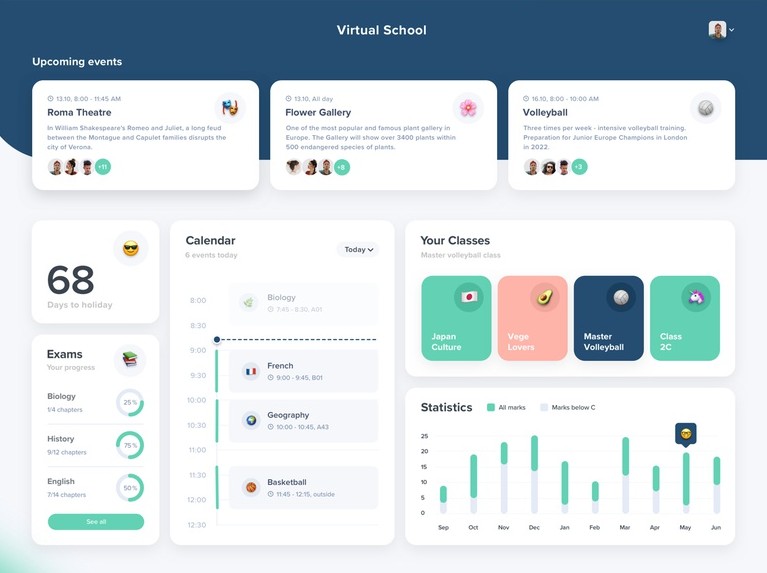 Virtual School
Upcoming events
13.10, 8:00 - 11:45 AM
Roma Theatre
In William Shakespeare's Romeo and Juliet, a long feud
between the Montague and Capulet families disrupts the
city of Verona.
+11
13:10, All day
Flower Gallery
One of the most popular and famous plant gallery in
Europe. The Gallery will show over 3400 plants within
500 endangered species of plants.
+8
16.10, 8:00 - 10:00 AM
Volleyball
Three times per week - intensive volleyball training.
Preparation for Junior Europe Champions in London
in 2022.
+3
68
Days to holiday
Exams
Your progress
Biology
1/4 chapters
25 %
History
9/12 chapters
75 %
English
7/14 chapters
50 %
See all
Calendar
6 events today
Today
8:00
8:30
9:00
9:30
10:00
10:30
11:00
11:30
12:00
12:30
Biology
7:45 - 8:30, A01
French
9:00 - 9:45, B01
Geography
10:00 - 10:45, A43
Basketball
11:45 - 12:15, outside
Your Classes
Master volleyball class
Japan
Culture
Vege
Lovers
Master
Volleyball
Class
2C
Statistics
All marks
Marks below C
25
20
15
10
5
0
Sep Oct Nov Dec Jan Feb Mar Apr May Jun